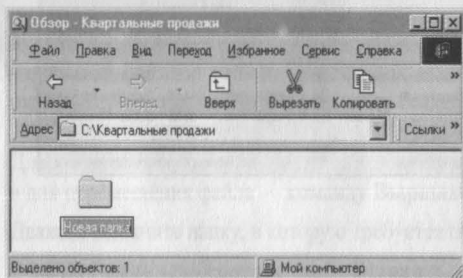 Обзор - Квартальные продажи
Файл Правка Вид Переход Избранное Сервис Справка
Назад Вперед Вверх Вырезать Копировать »
Адрес C:\Квартальные продажи Ссылки »
Новая папка
Выделено объектов: 1 Мой компьютер